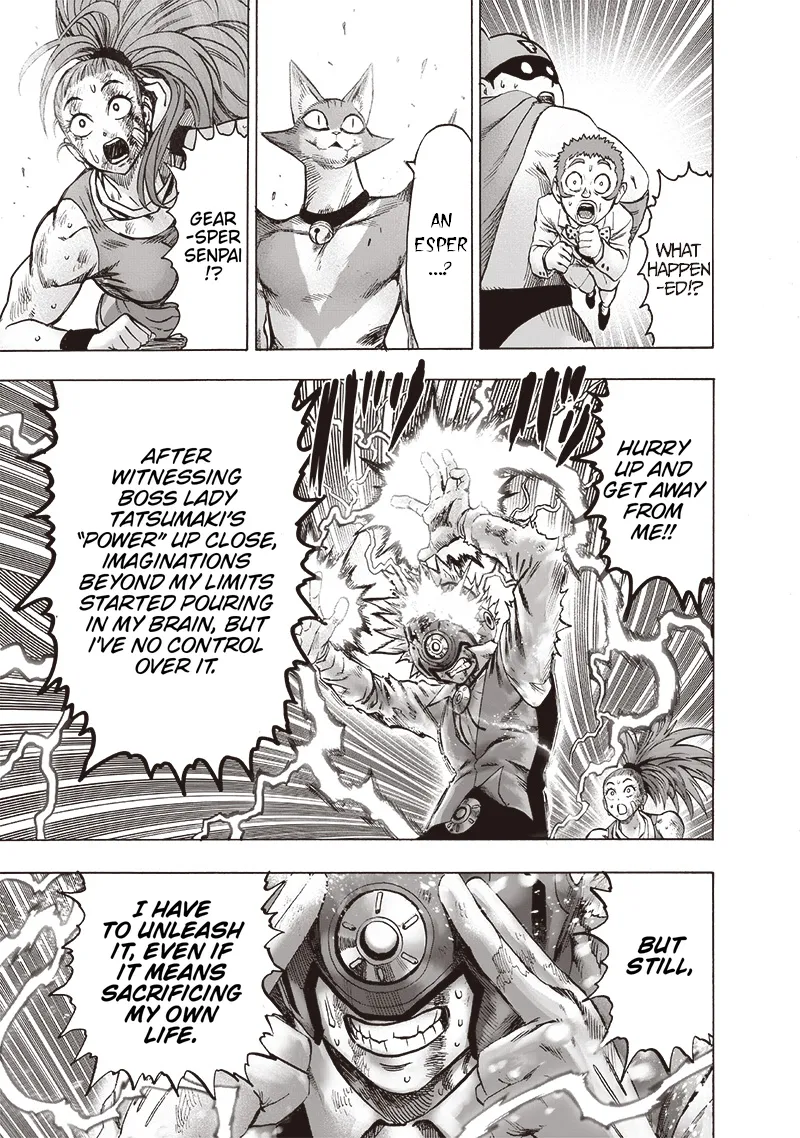 WHAT
HAPPEN
-ED!?
AN
ESPER
....?
GEAR
-SPER
SENPAI
!?
HURRY
UP AND
GET AWAY
FROM
ME!!
AFTER
WITNESSING
BOSS LADY
TATSUMAKI'S
"POWER" UP CLOSE,
IMAGINATIONS
BEYOND MY LIMITS
STARTED POURING
IN MY BRAIN, BUT
I'VE NO CONTROL
OVER IT.
BUT
STILL,
I HAVE
TO UNLEASH
IT, EVEN IF
IT MEANS
SACRIFICING
MY OWN
LIFE.